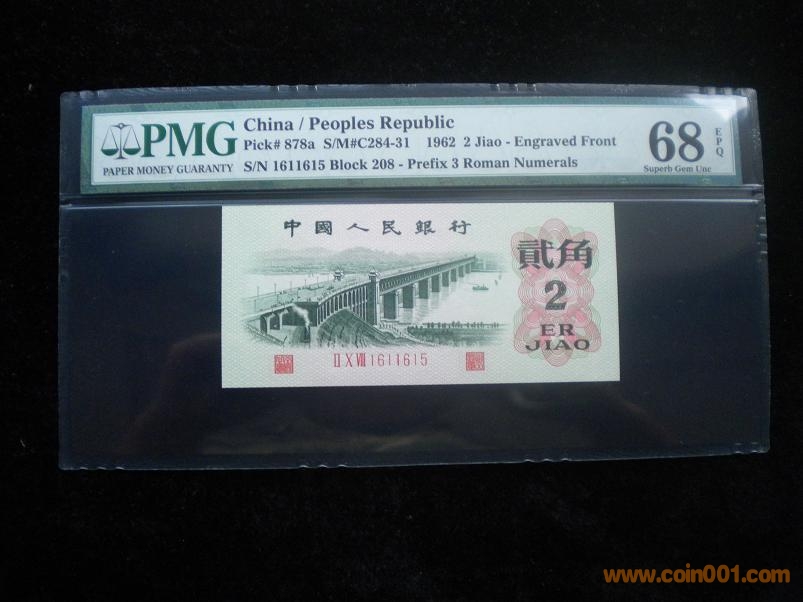 PMG
PAPER MONEY GUARANTY
China / Peoples Republic
Pick# 878a S/M#C284-31 1962 2 Jiao - Engraved Front
S/N 1611615 Block 208 - Prefix 3 Roman Numerals
68
EPQ
Superb Gem Unc
中國人民銀行
貳角
2
ER
JIAO
II X VIII 1611615
www.coin001.com